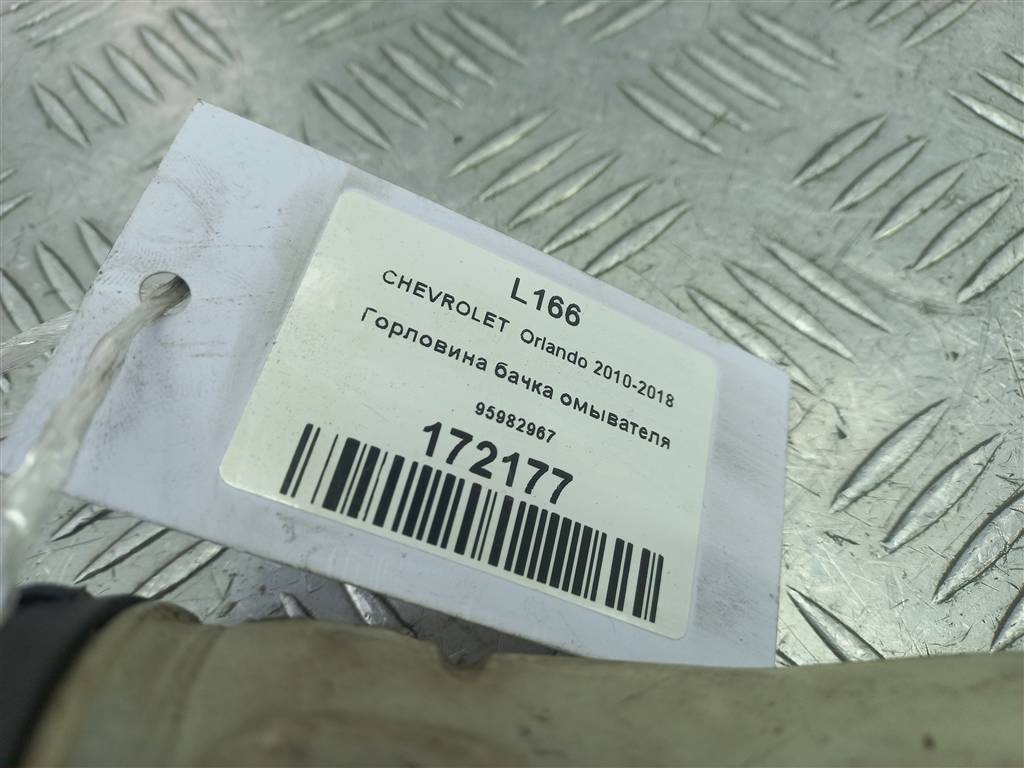 L166
CHEVROLET Orlando 2010-2018
Горловина бачка омывателя
95982967
172177